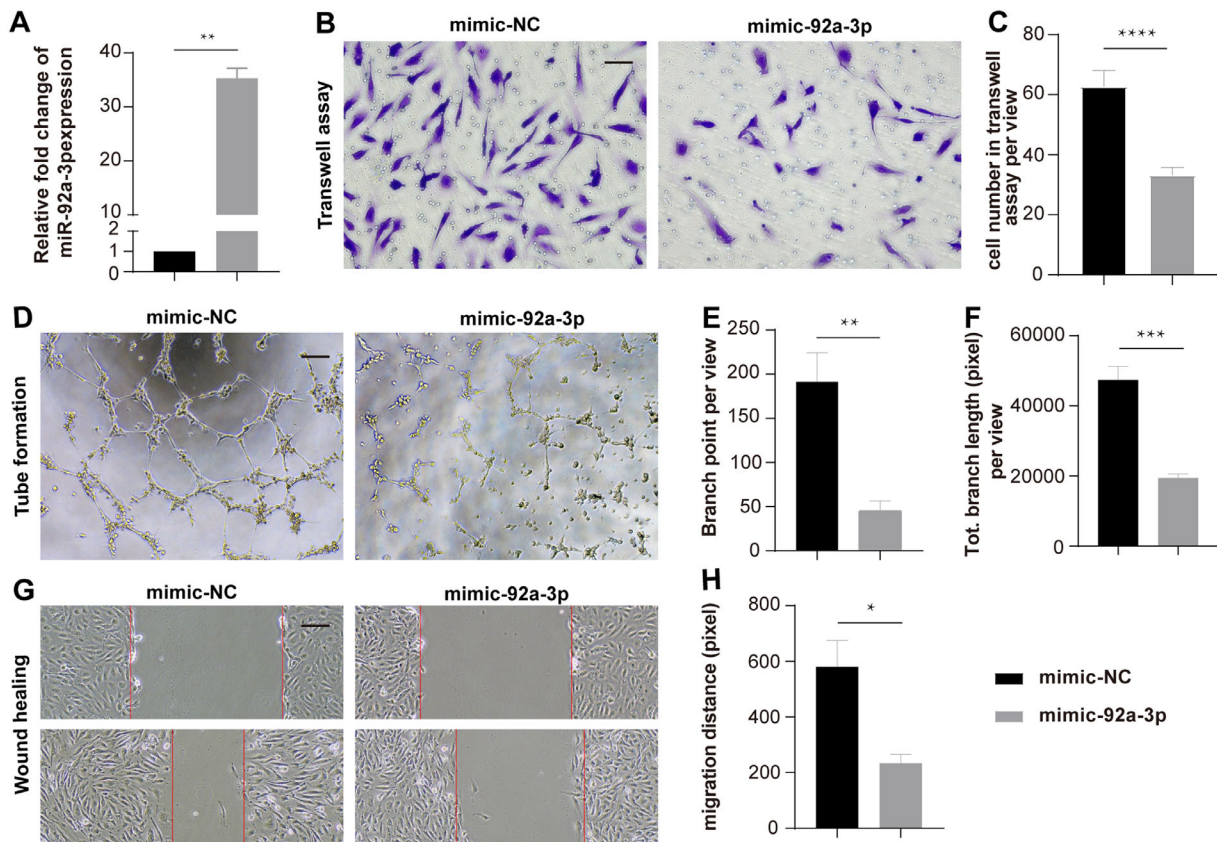 A
Relative fold change of
miR-92a-3pexpression
**
40
30
20
10
2
1
0
B
mimic-NC
mimic-92a-3p
Transwell assay
C
cell number in transwell
assay per view
****
80
60
40
20
0
D
mimic-NC
mimic-92a-3p
Tube formation
E
Branch point per view
**
250
200
150
100
50
0
F
Tot. branch length (pixel)
per view
***
60000
40000
20000
0
G
mimic-NC
mimic-92a-3p
Wound healing
H
migration distance (pixel)
*
800
600
400
200
0
mimic-NC
mimic-92a-3p